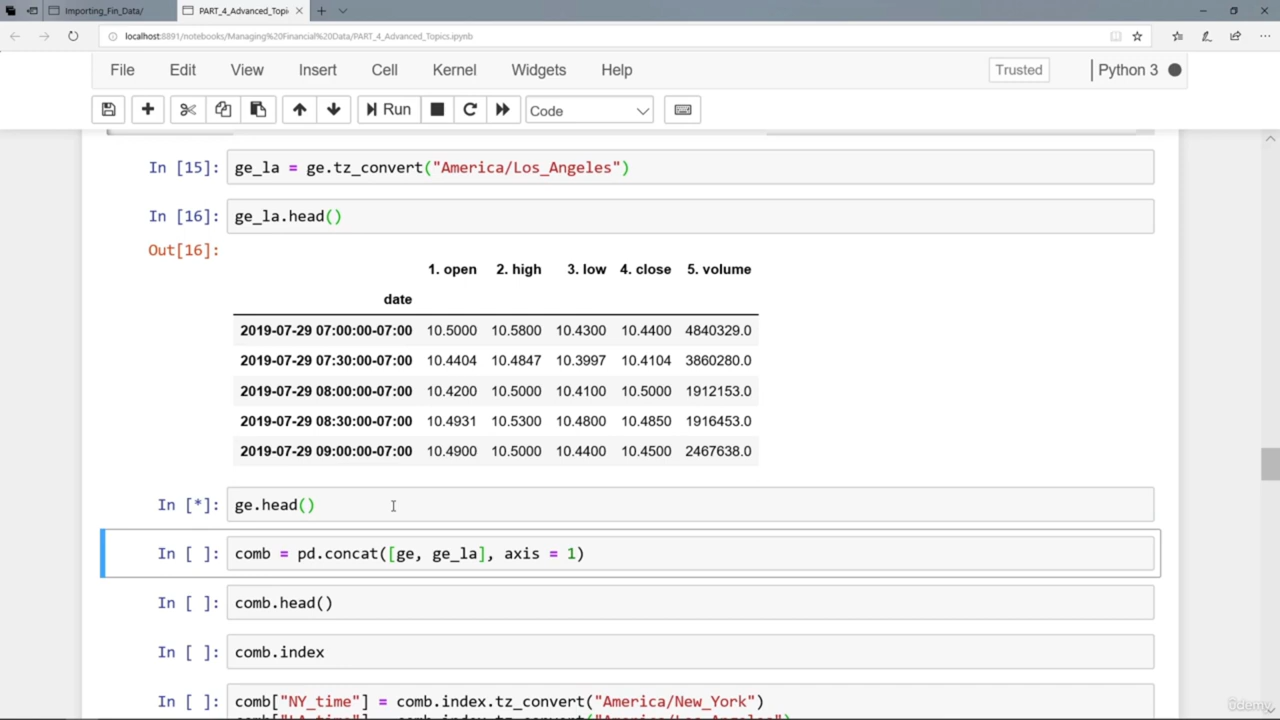 Importing_Fin_Data/
PART_4_Advanced_Topi
localhost:8891/notebooks/Managing%20Financial%20Data/PART_4_Advanced_Topics.ipynb
File Edit View Insert Cell Kernel Widgets Help Trusted Python 3
Run Code
In [15]: ge_la = ge.tz_convert("America/Los_Angeles")
In [16]: ge_la.head()
Out[16]:
1. open 2. high 3. low 4. close 5. volume
date
2019-07-29 07:00:00-07:00 10.5000 10.5800 10.4300 10.4400 4840329.0
2019-07-29 07:30:00-07:00 10.4404 10.4847 10.3997 10.4104 3860280.0
2019-07-29 08:00:00-07:00 10.4200 10.5000 10.4100 10.5000 1912153.0
2019-07-29 08:30:00-07:00 10.4931 10.5300 10.4800 10.4850 1916453.0
2019-07-29 09:00:00-07:00 10.4900 10.5000 10.4400 10.4500 2467638.0
In [*]: ge.head()
In [ ]: comb = pd.concat([ge, ge_la], axis = 1)
In [ ]: comb.head()
In [ ]: comb.index
In [ ]: comb["NY_time"] = comb.index.tz_convert("America/New_York")
comb["LA_time"] = comb.index.tz_convert("America/Los_Angeles")
Udemy